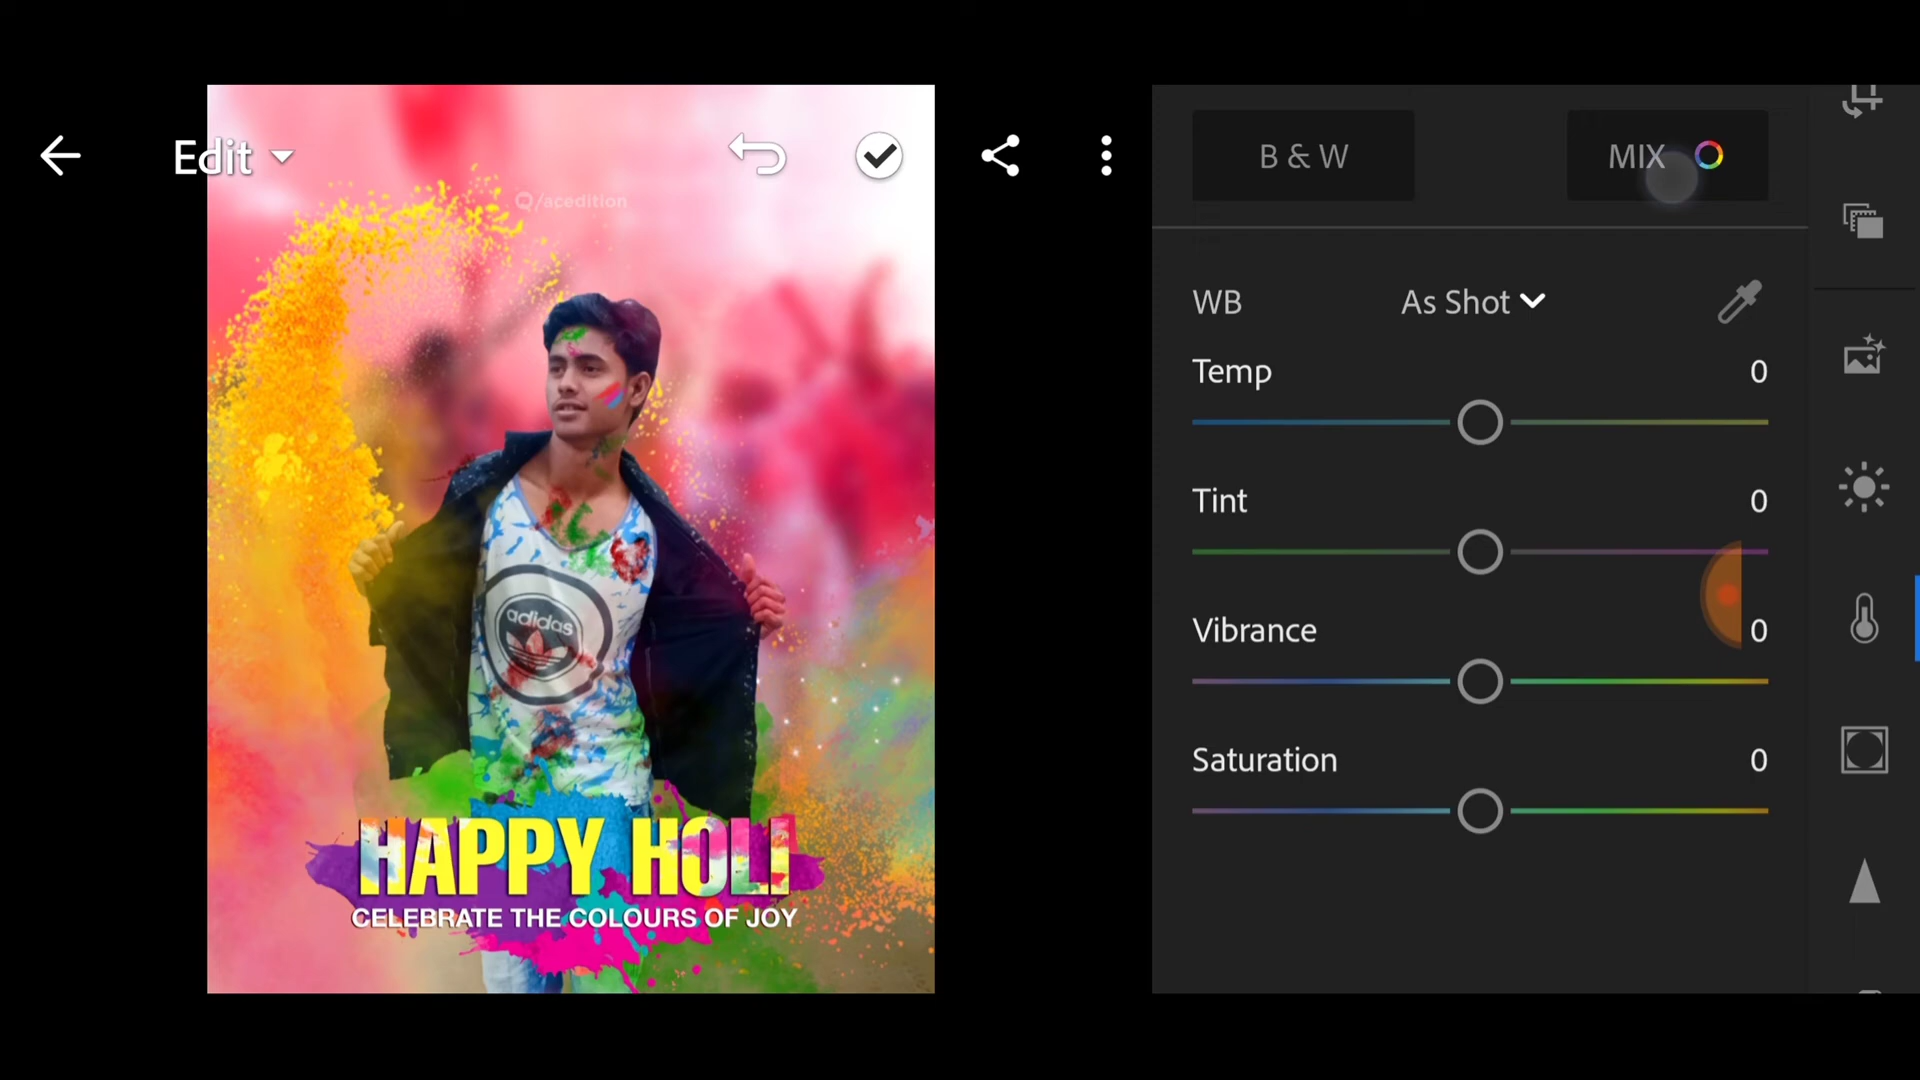 Edit
Q/acedition
adidas
HAPPY HOLI
CELEBRATE THE COLOURS OF JOY
B & W
MIX
WB
As Shot
Temp
0
Tint
0
Vibrance
0
Saturation
0